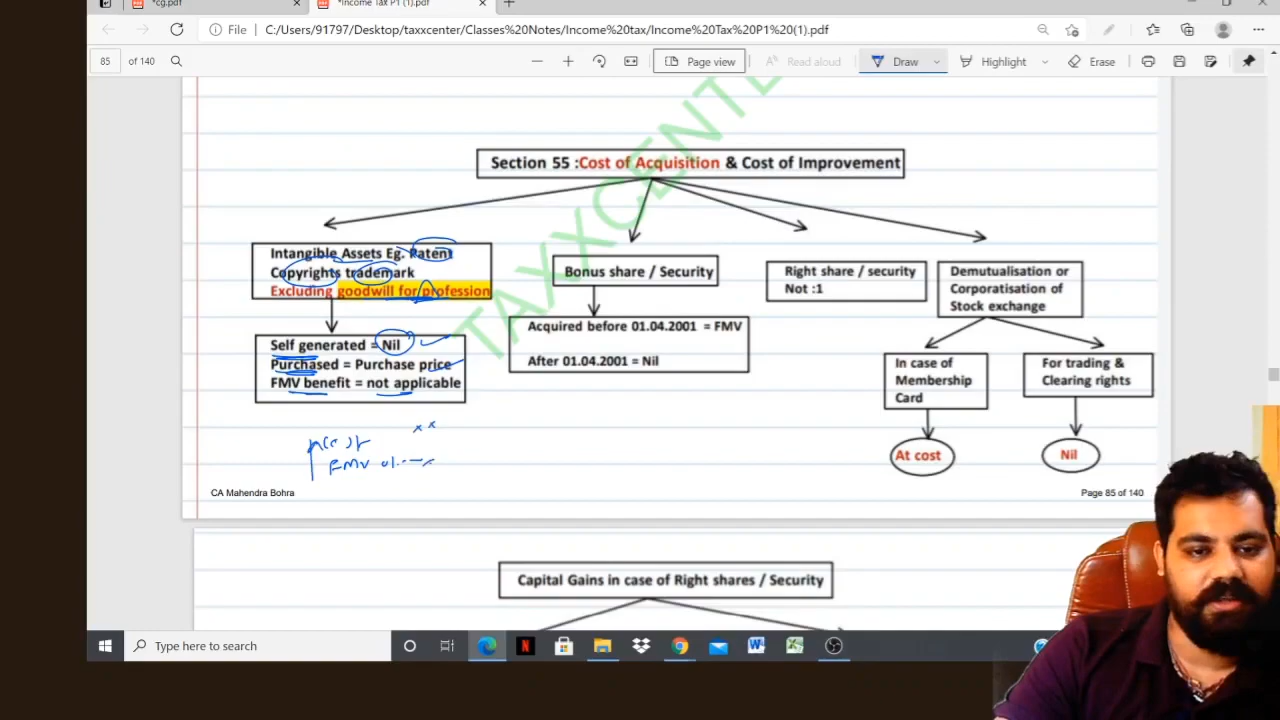 *cg.pdf
*Income Tax P1 (1).pdf
File
C:/Users/91797/Desktop/taxxcenter/Classes%20Notes/Income%20tax/Income%20Tax%20P1%20(1).pdf
85 of 140
Page view
Read aloud
Draw
Highlight
Erase
TAXXCENTE
Section 55 :Cost of Acquisition & Cost of Improvement
Intangible Assets Eg. Patent
Copyrights trademark
Excluding goodwill for profession
Self generated = Nil
Purchased = Purchase price
FMV benefit = not applicable
Bonus share / Security
Acquired before 01.04.2001 = FMV
After 01.04.2001 = Nil
Right share / security
Not :1
Demutualisation or
Corporatisation of
Stock exchange
In case of
Membership
Card
At cost
For trading &
Clearing rights
Nil
FMV
CA Mahendra Bohra
Page 85 of 140
Capital Gains in case of Right shares / Security
Type here to search